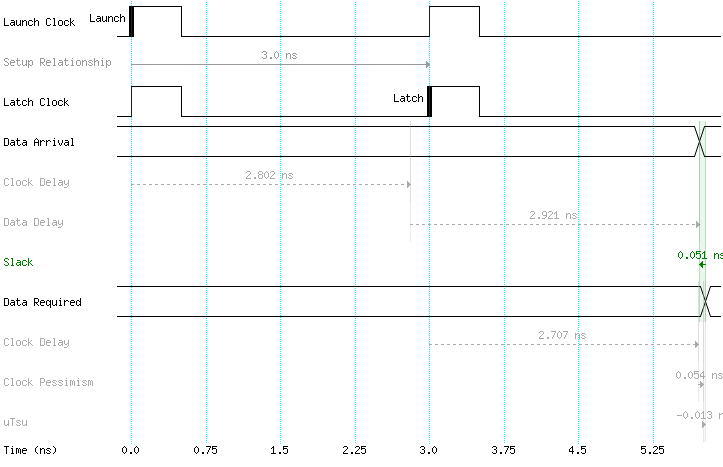 Launch
Launch Clock
3.0 ns
Setup Relationship
Latch
Latch Clock
Data Arrival
2.802 ns
Clock Delay
2.921 ns
Data Delay
0.051 ns
Slack
Data Required
2.707 ns
Clock Delay
0.054 ns
Clock Pessimism
-0.013 n
uTsu
Time (ns) 0.0 0.75 1.5 2.25 3.0 3.75 4.5 5.25